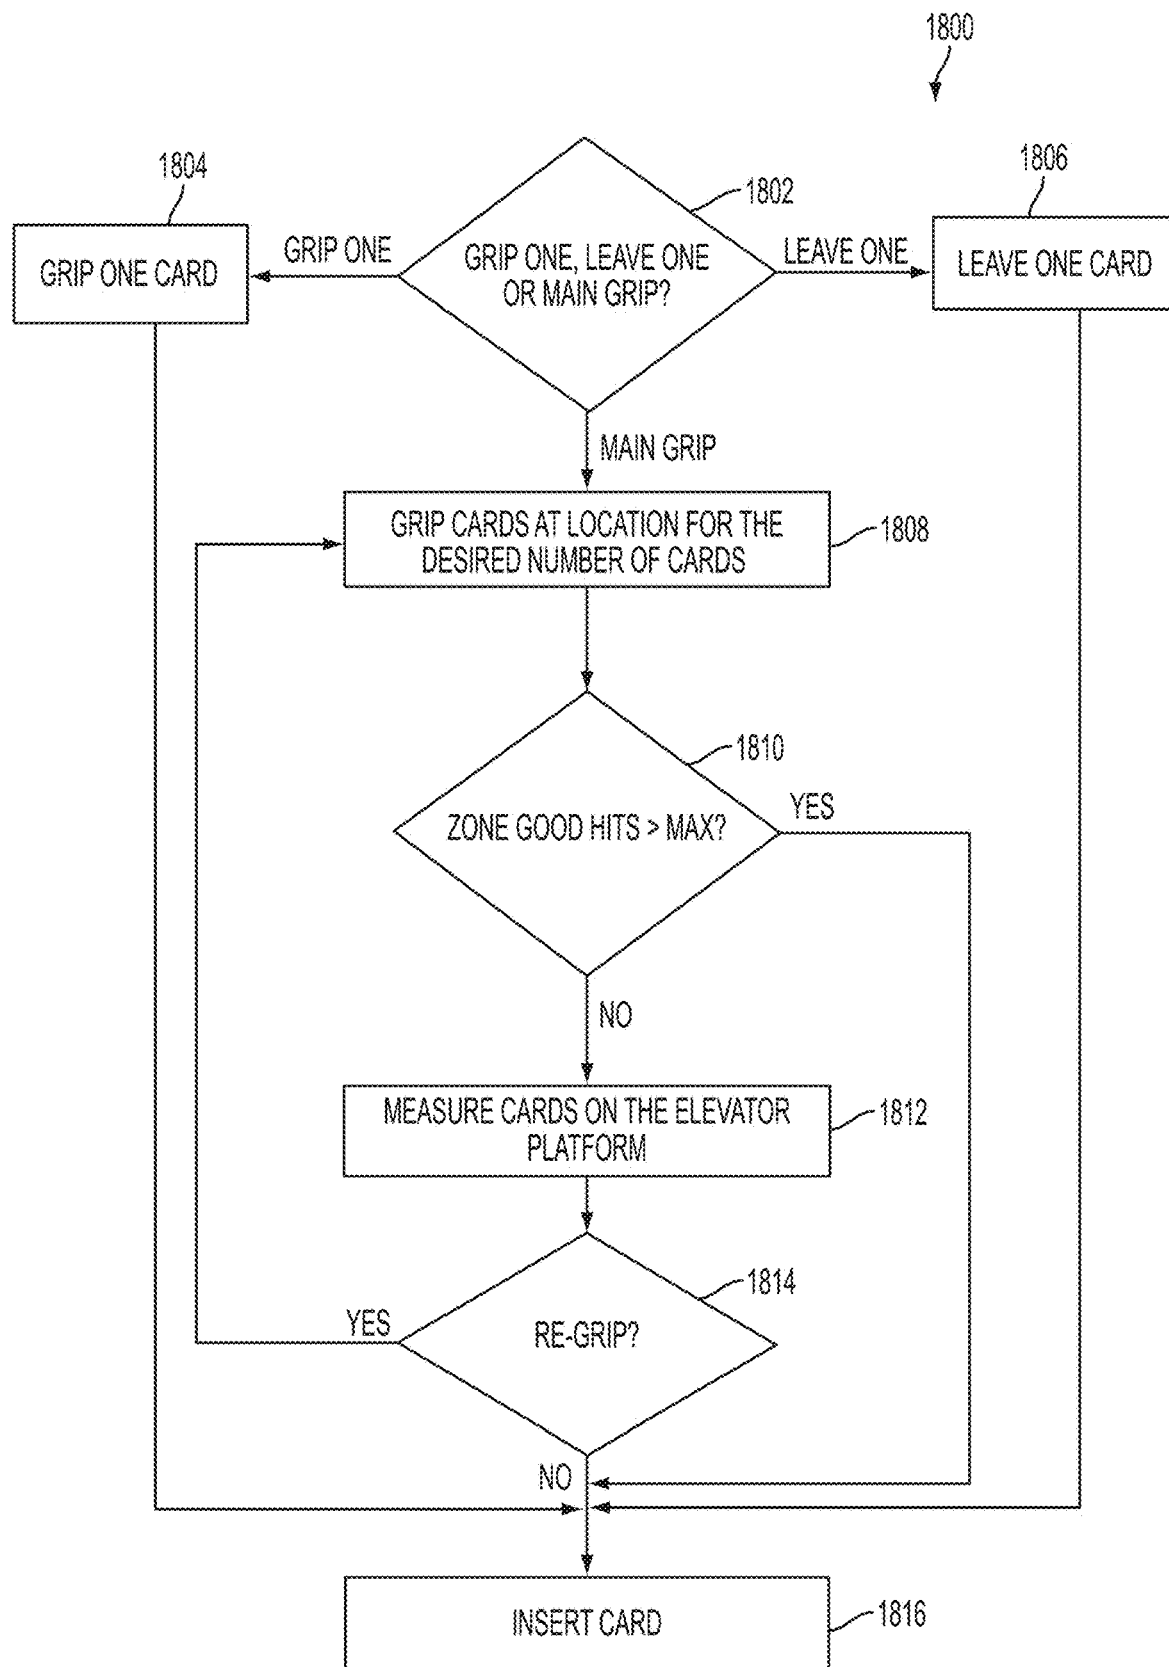 1800
1804
1802
1806
GRIP ONE CARD
GRIP ONE
GRIP ONE, LEAVE ONE
OR MAIN GRIP?
LEAVE ONE
LEAVE ONE CARD
MAIN GRIP
GRIP CARDS AT LOCATION FOR THE
DESIRED NUMBER OF CARDS
1808
1810
ZONE GOOD HITS > MAX?
YES
NO
MEASURE CARDS ON THE ELEVATOR
PLATFORM
1812
1814
YES
RE-GRIP?
NO
INSERT CARD
1816